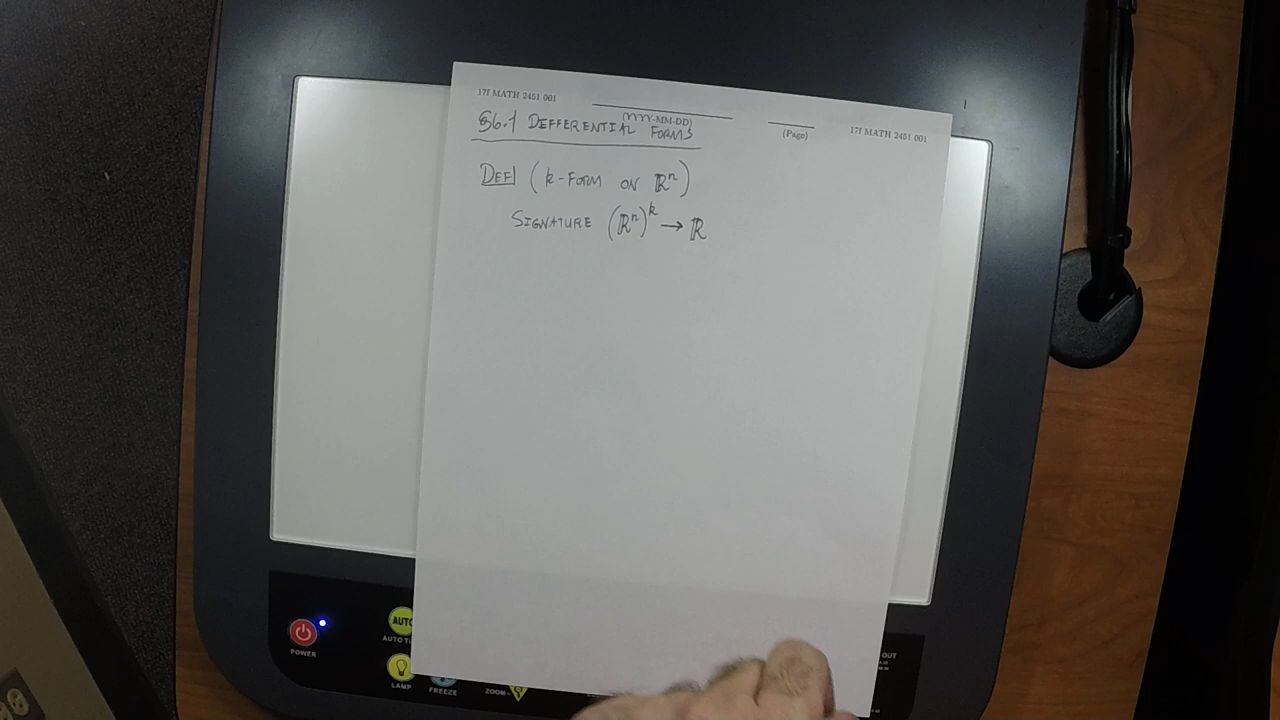 17f MATH 2451 001
(YYYY-MM-DD)
(Page)
17f MATH 2451 001
§6.1 DIFFERENTIAL FORMS
DEF (k-FORM ON ℝⁿ)
SIGNATURE (ℝⁿ)ᵏ → ℝ
POWER
AUTO
LAMP
FREEZE
ZOOM-
OUT